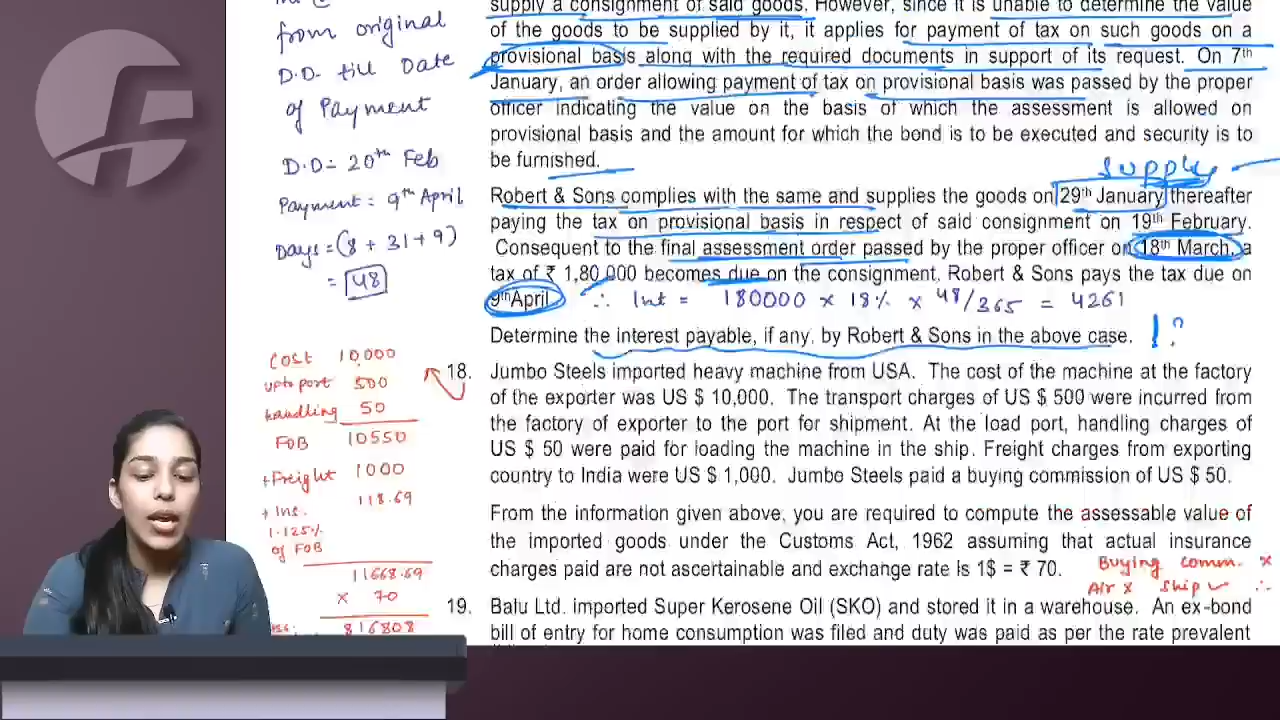 from original
D.D. till Date
of Payment
D.D = 20th Feb
Payment = 9th April
Days = (8 + 31 + 9)
= 48
supply a consignment of said goods. However, since it is unable to determine the value
of the goods to be supplied by it, it applies for payment of tax on such goods on a
provisional basis along with the required documents in support of its request. On 7th
January, an order allowing payment of tax on provisional basis was passed by the proper
officer indicating the value on the basis of which the assessment is allowed on
provisional basis and the amount for which the bond is to be executed and security is to
be furnished.
Supply
Robert & Sons complies with the same and supplies the goods on 29th January thereafter
paying the tax on provisional basis in respect of said consignment on 19th February.
Consequent to the final assessment order passed by the proper officer on 18th March, a
tax of ₹ 1,80,000 becomes due on the consignment. Robert & Sons pays the tax due on
9th April ∴ Int = 180000 × 18% × 48/365 = 4261
Determine the interest payable, if any, by Robert & Sons in the above case. ?
Cost 10,000
upto port 500
handling 50
FOB 10550
+ Freight 1000
+ Ins. 118.69
1.125%
of FOB
11668.69
× 70
816808
18. Jumbo Steels imported heavy machine from USA. The cost of the machine at the factory
of the exporter was US $ 10,000. The transport charges of US $ 500 were incurred from
the factory of exporter to the port for shipment. At the load port, handling charges of
US $ 50 were paid for loading the machine in the ship. Freight charges from exporting
country to India were US $ 1,000. Jumbo Steels paid a buying commission of US $ 50.
From the information given above, you are required to compute the assessable value of
the imported goods under the Customs Act, 1962 assuming that actual insurance
charges paid are not ascertainable and exchange rate is 1$ = ₹ 70.
Buying comm. ×
Air × Ship ✓ ∴
19. Balu Ltd. imported Super Kerosene Oil (SKO) and stored it in a warehouse. An ex-bond
bill of entry for home consumption was filed and duty was paid as per the rate prevalent